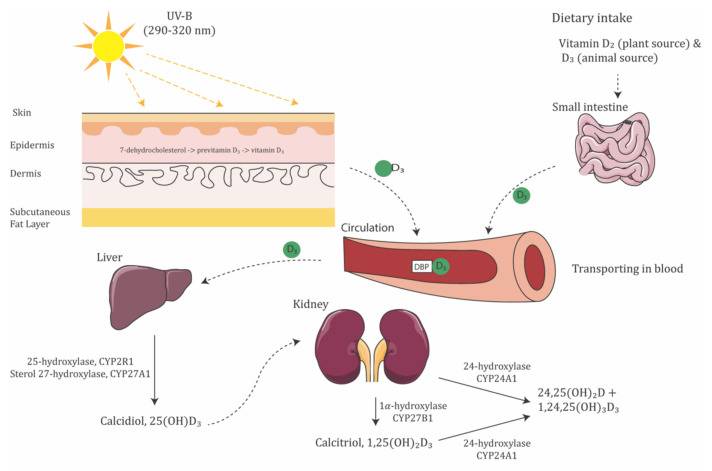 UV-B
(290-320 nm)
Dietary intake
Vitamin D₂ (plant source) &
D₃ (animal source)
Small intestine
Skin
Epidermis
7-dehydrocholesterol -> previtamin D₃ -> vitamin D₃
Dermis
D₃
D₃
Subcutaneous
Fat Layer
Circulation
Liver
D₃
DBP
D₃
Transporting in blood
Kidney
25-hydroxylase, CYP2R1
Sterol 27-hydroxylase, CYP27A1
24-hydroxylase
CYP24A1
24,25(OH)₂D +
1,24,25(OH)₃D₃
1α-hydroxylase
CYP27B1
Calcidiol, 25(OH)D₃
Calcitriol, 1,25(OH)₂D₃
24-hydroxylase
CYP24A1